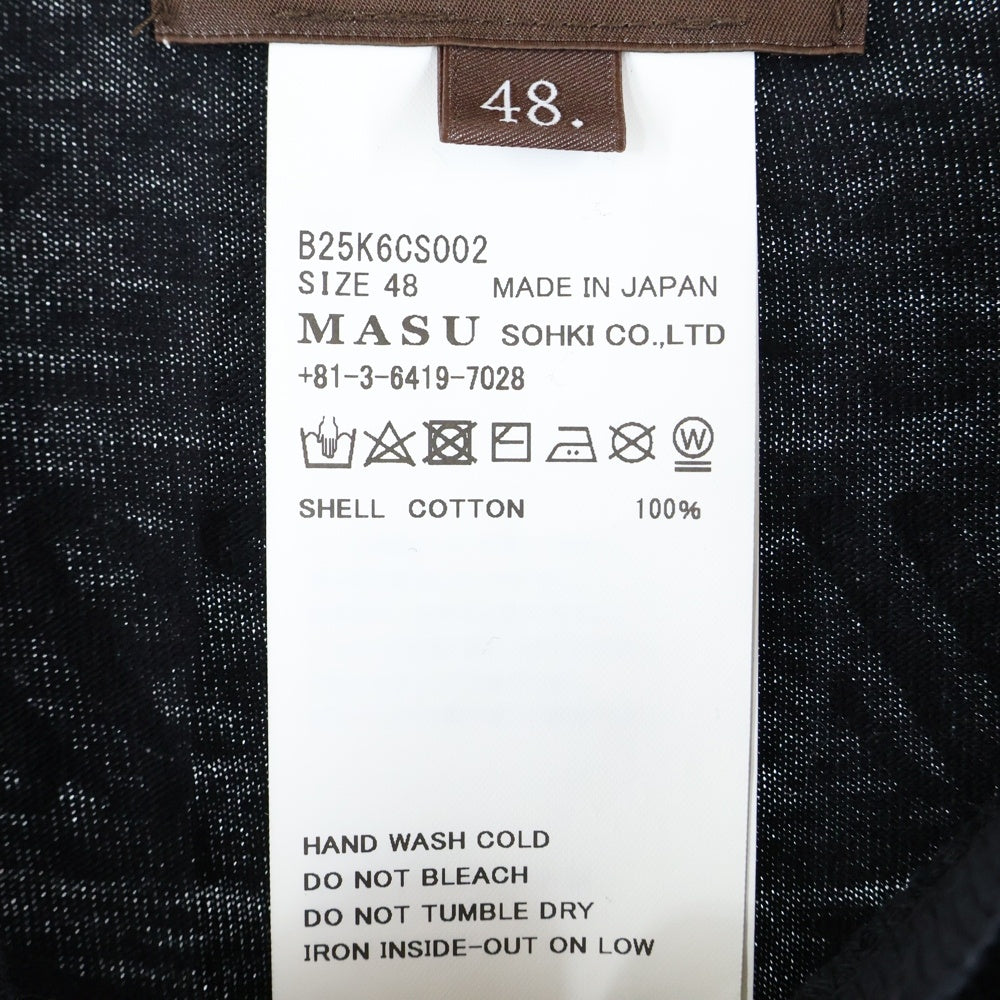 48.
B25K6CS002
SIZE 48 MADE IN JAPAN
MASU SOHKI CO.,LTD
+81-3-6419-7028
W
SHELL COTTON 100%
HAND WASH COLD
DO NOT BLEACH
DO NOT TUMBLE DRY
IRON INSIDE-OUT ON LOW